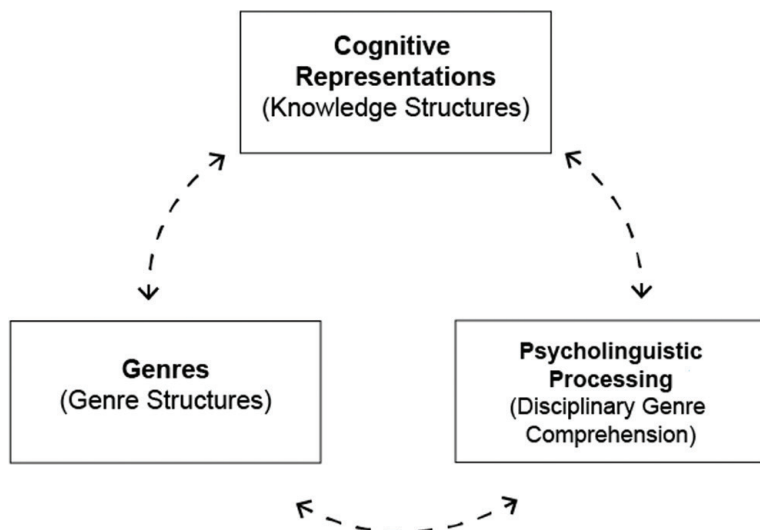 Cognitive
Representations
(Knowledge Structures)
Genres
(Genre Structures)
Psycholinguistic
Processing
(Disciplinary Genre
Comprehension)